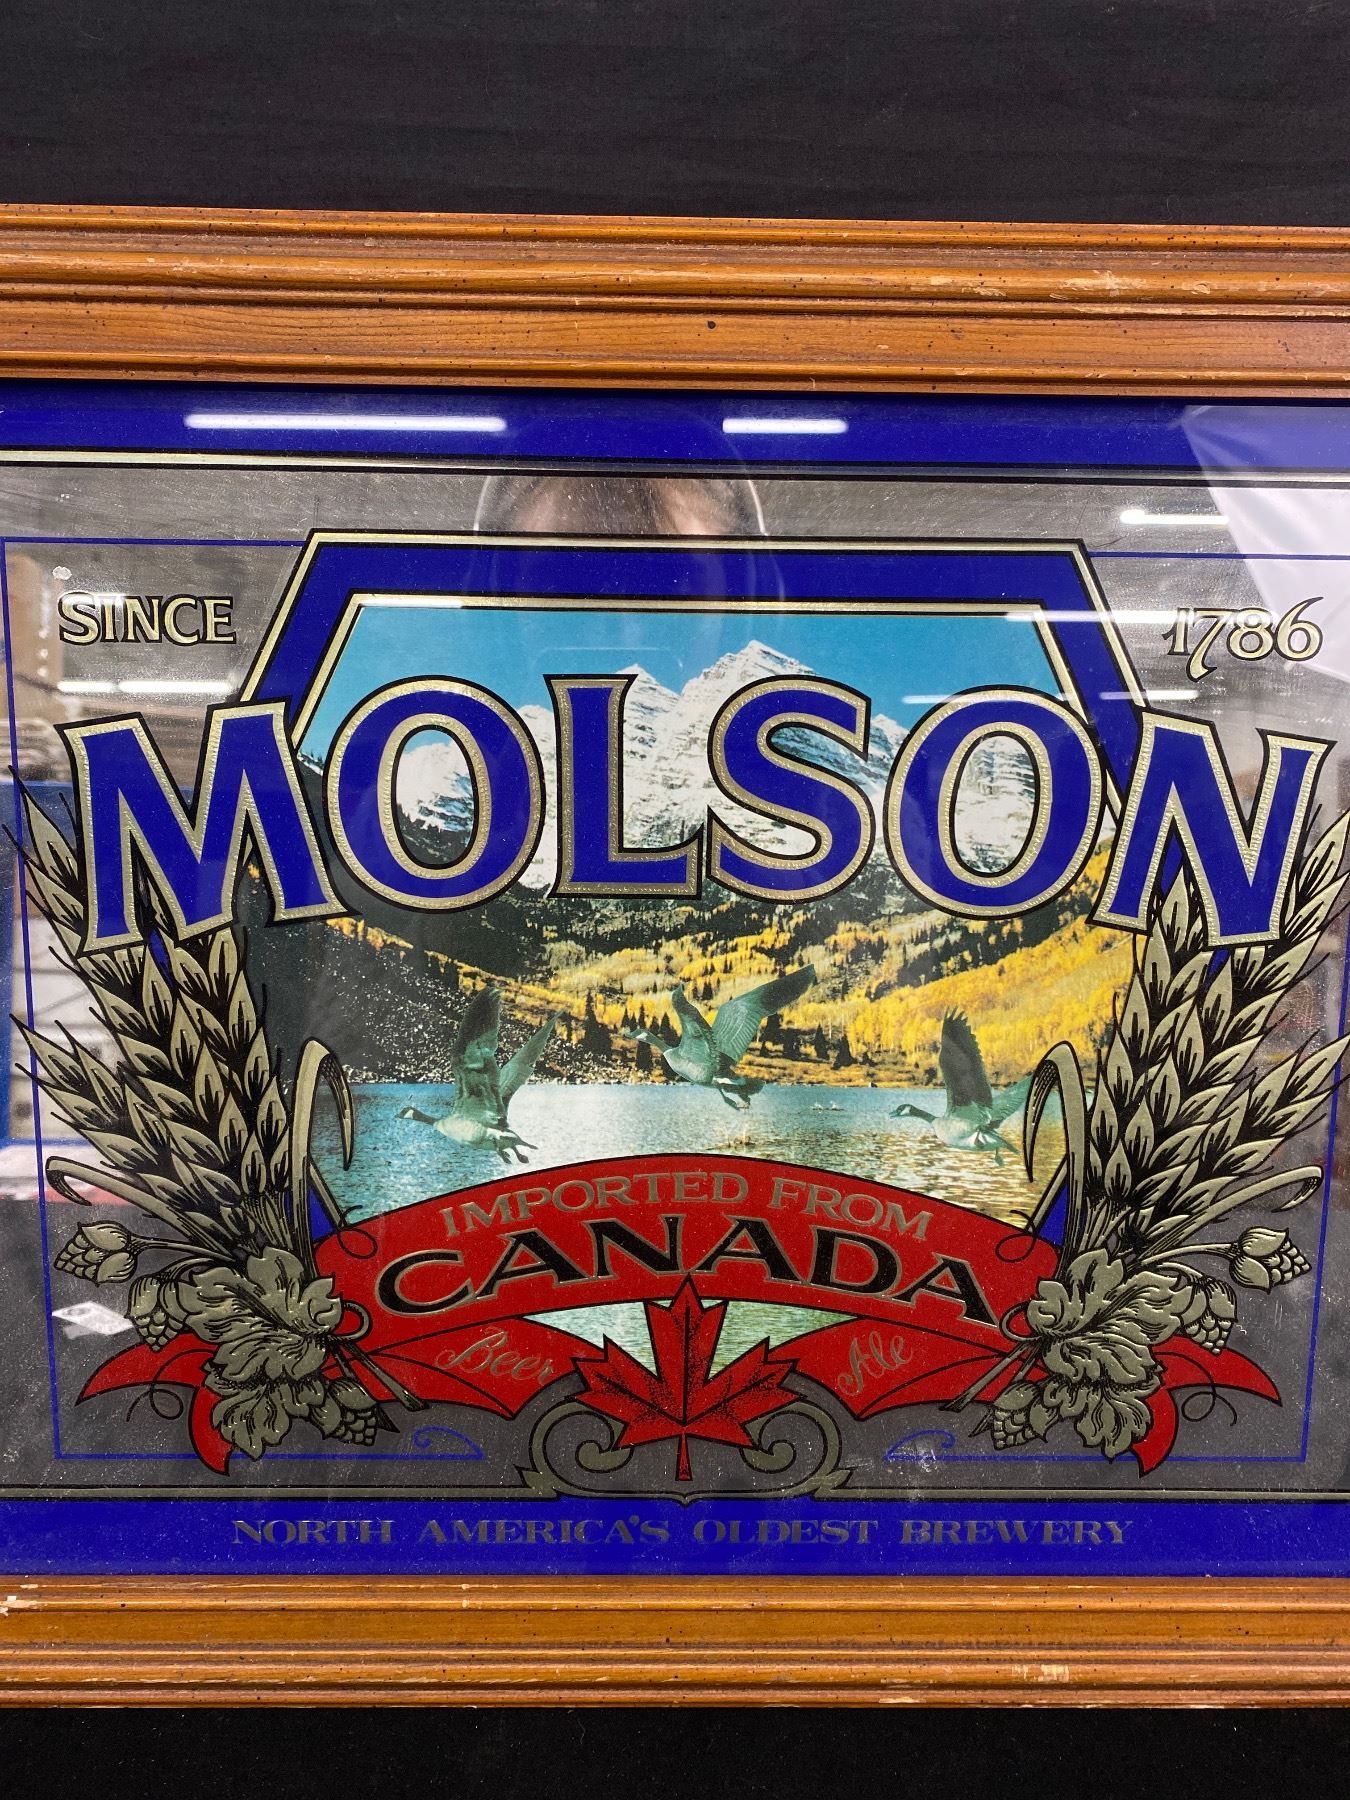 SINCE 1786
MOLSON
IMPORTED FROM
CANADA
Beer Ale
NORTH AMERICA'S OLDEST BREWERY